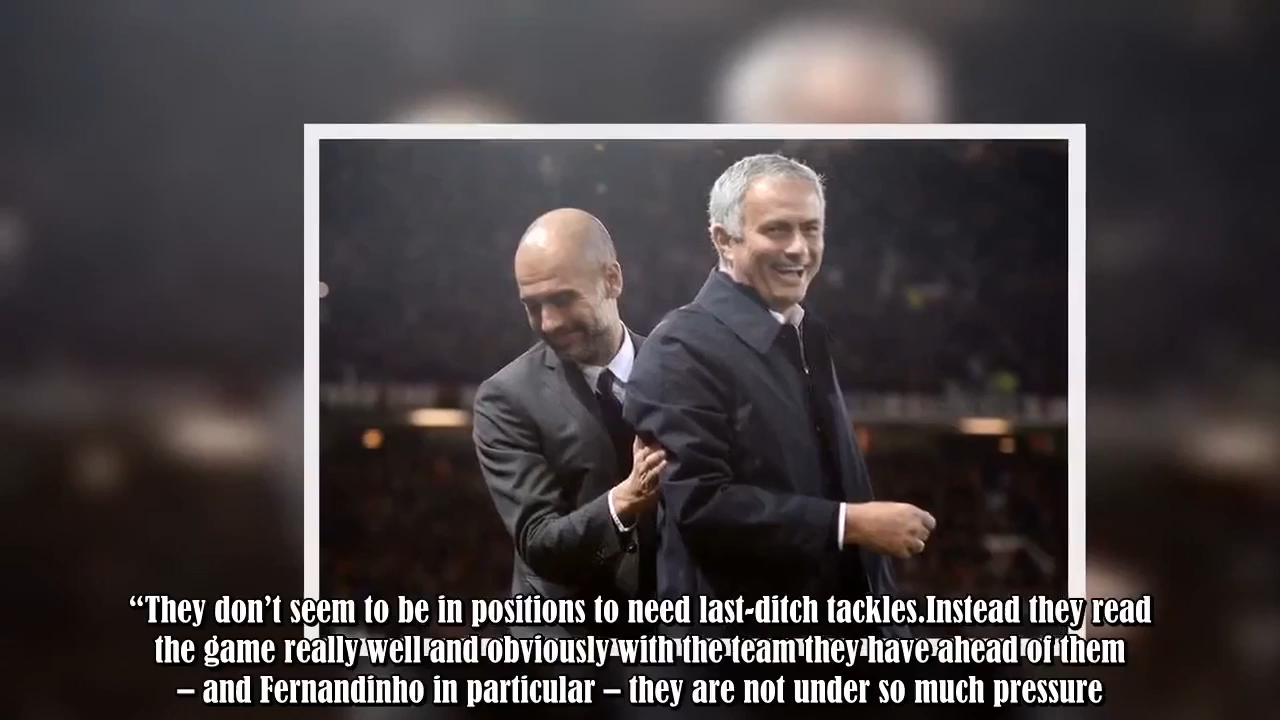 “They don’t seem to be in positions to need last-ditch tackles.Instead they read
the game really well and obviously with the team they have ahead of them
– and Fernandinho in particular – they are not under so much pressure